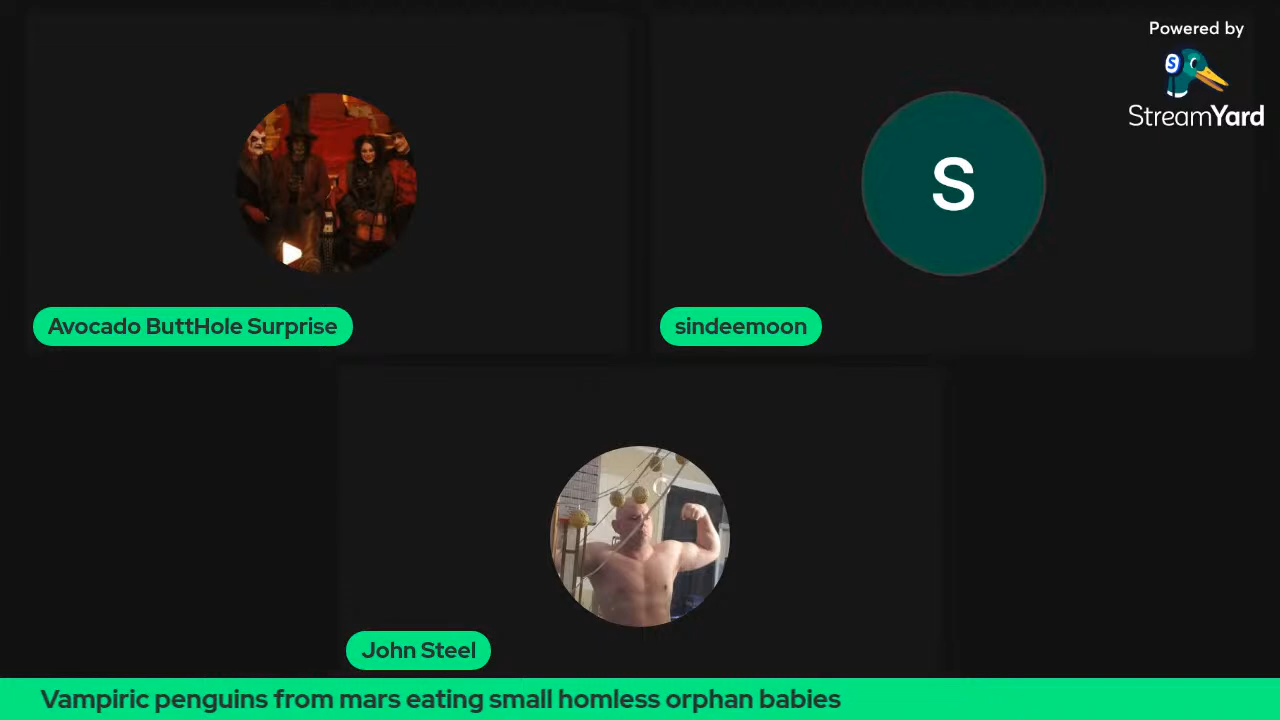 Powered by
S
StreamYard
S
Avocado ButtHole Surprise
sindeemoon
John Steel
Vampiric penguins from mars eating small homless orphan babies